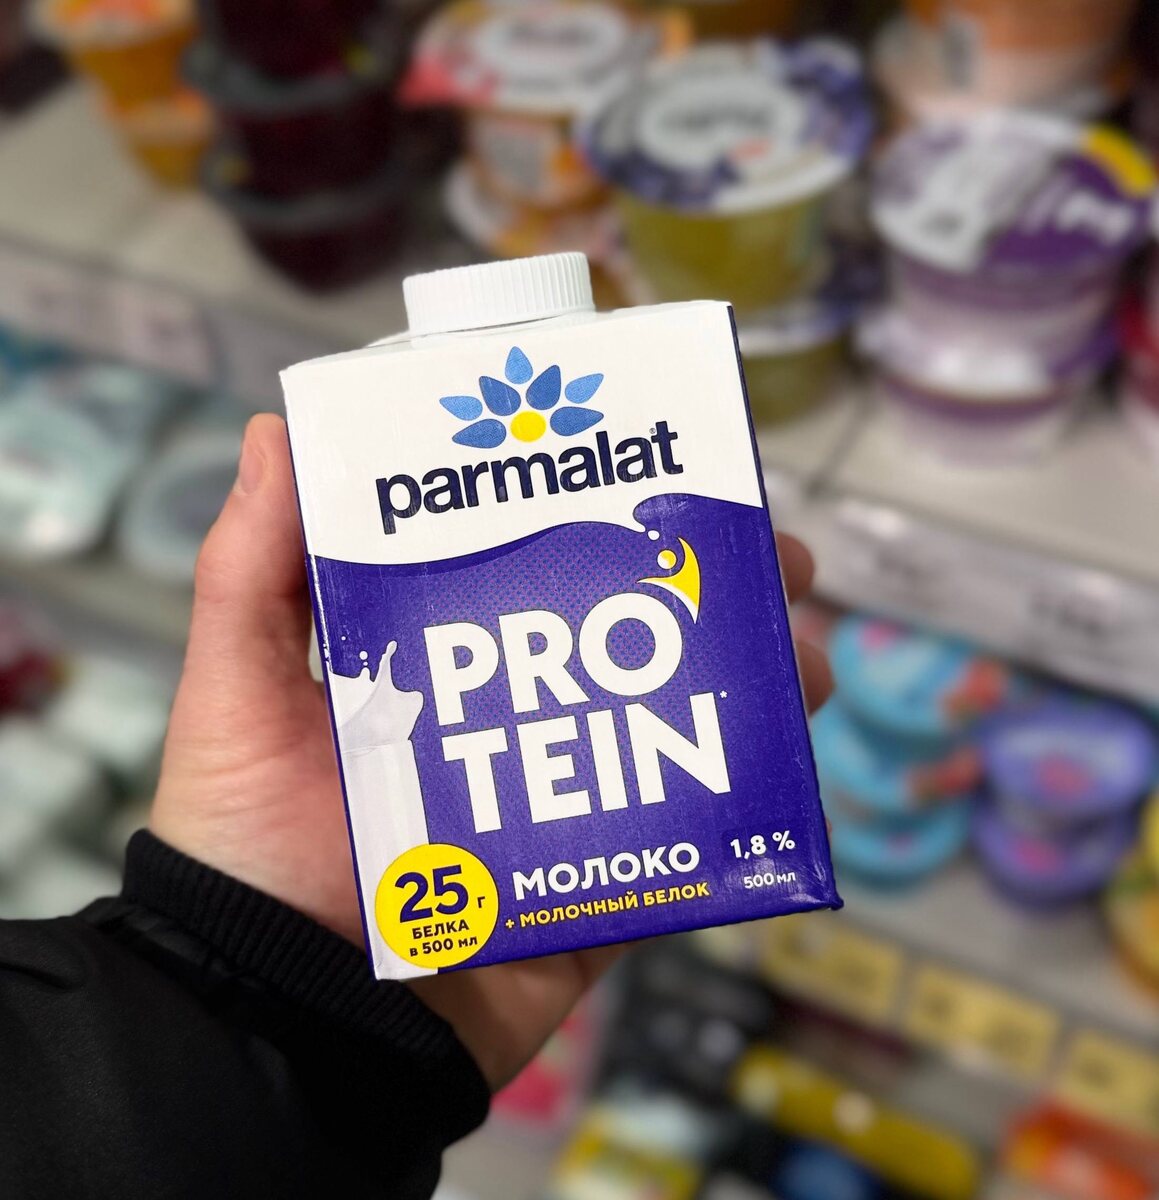 parmalat®
PRO
TEIN*
МОЛОКО
+ МОЛОЧНЫЙ БЕЛОК
1,8 %
500 мл
25 г
БЕЛКА
в 500 мл